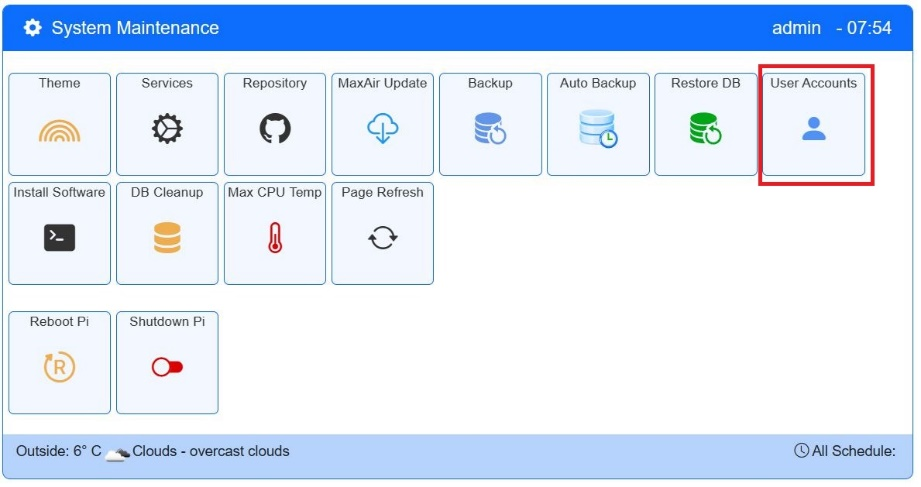 System Maintenance admin - 07:54
Theme Services Repository MaxAir Update Backup Auto Backup Restore DB User Accounts
Install Software DB Cleanup Max CPU Temp Page Refresh
>_
Reboot Pi Shutdown Pi
R
Outside: 6° C Clouds - overcast clouds All Schedule: